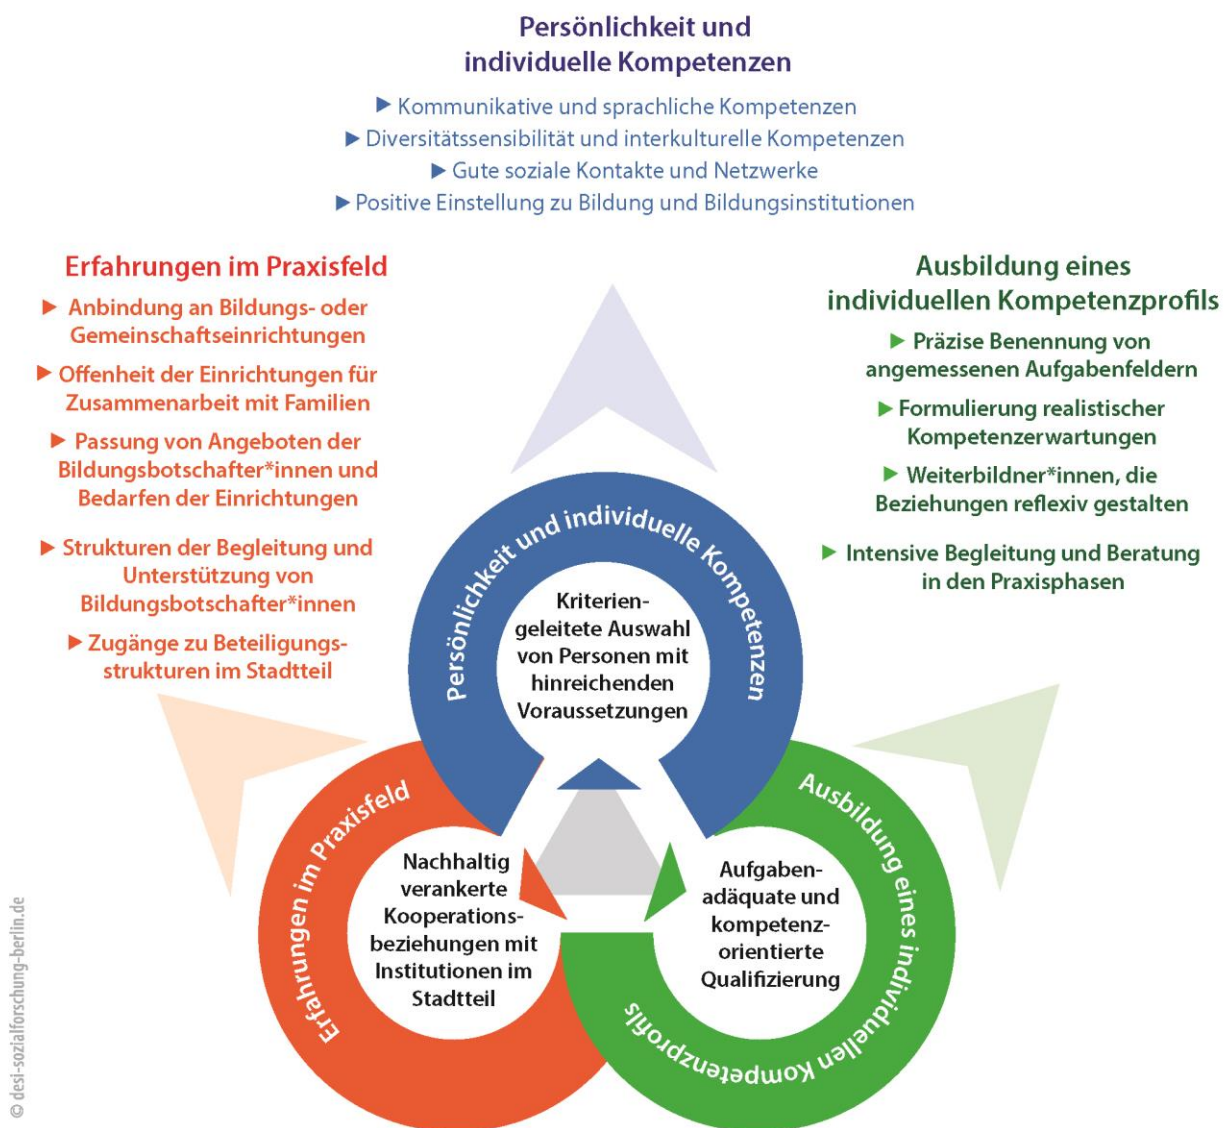 Persönlichkeit und
individuelle Kompetenzen
► Kommunikative und sprachliche Kompetenzen
► Diversitätssensibilität und interkulturelle Kompetenzen
► Gute soziale Kontakte und Netzwerke
► Positive Einstellung zu Bildung und Bildungsinstitutionen
Erfahrungen im Praxisfeld
► Anbindung an Bildungs- oder
Gemeinschaftseinrichtungen
► Offenheit der Einrichtungen für
Zusammenarbeit mit Familien
► Passung von Angeboten der
Bildungsbotschafter*innen und
Bedarfen der Einrichtungen
► Strukturen der Begleitung und
Unterstützung von
Bildungsbotschafter*innen
► Zugänge zu Beteiligungs-
strukturen im Stadtteil
Ausbildung eines
individuellen Kompetenzprofils
► Präzise Benennung von
angemessenen Aufgabenfeldern
► Formulierung realistischer
Kompetenzerwartungen
► Weiterbildner*innen, die
Beziehungen reflexiv gestalten
► Intensive Begleitung und Beratung
in den Praxisphasen
Persönlichkeit und individuelle Kompetenzen
Kriterien-
geleitete Auswahl
von Personen mit
hinreichenden
Voraussetzungen
Erfahrungen im Praxisfeld
Nachhaltig
verankerte
Kooperations-
beziehungen mit
Institutionen im
Stadtteil
Ausbildung eines individuellen Kompetenzprofils
Aufgaben-
adäquate und
kompetenz-
orientierte
Qualifizierung
© desi-sozialforschung-berlin.de